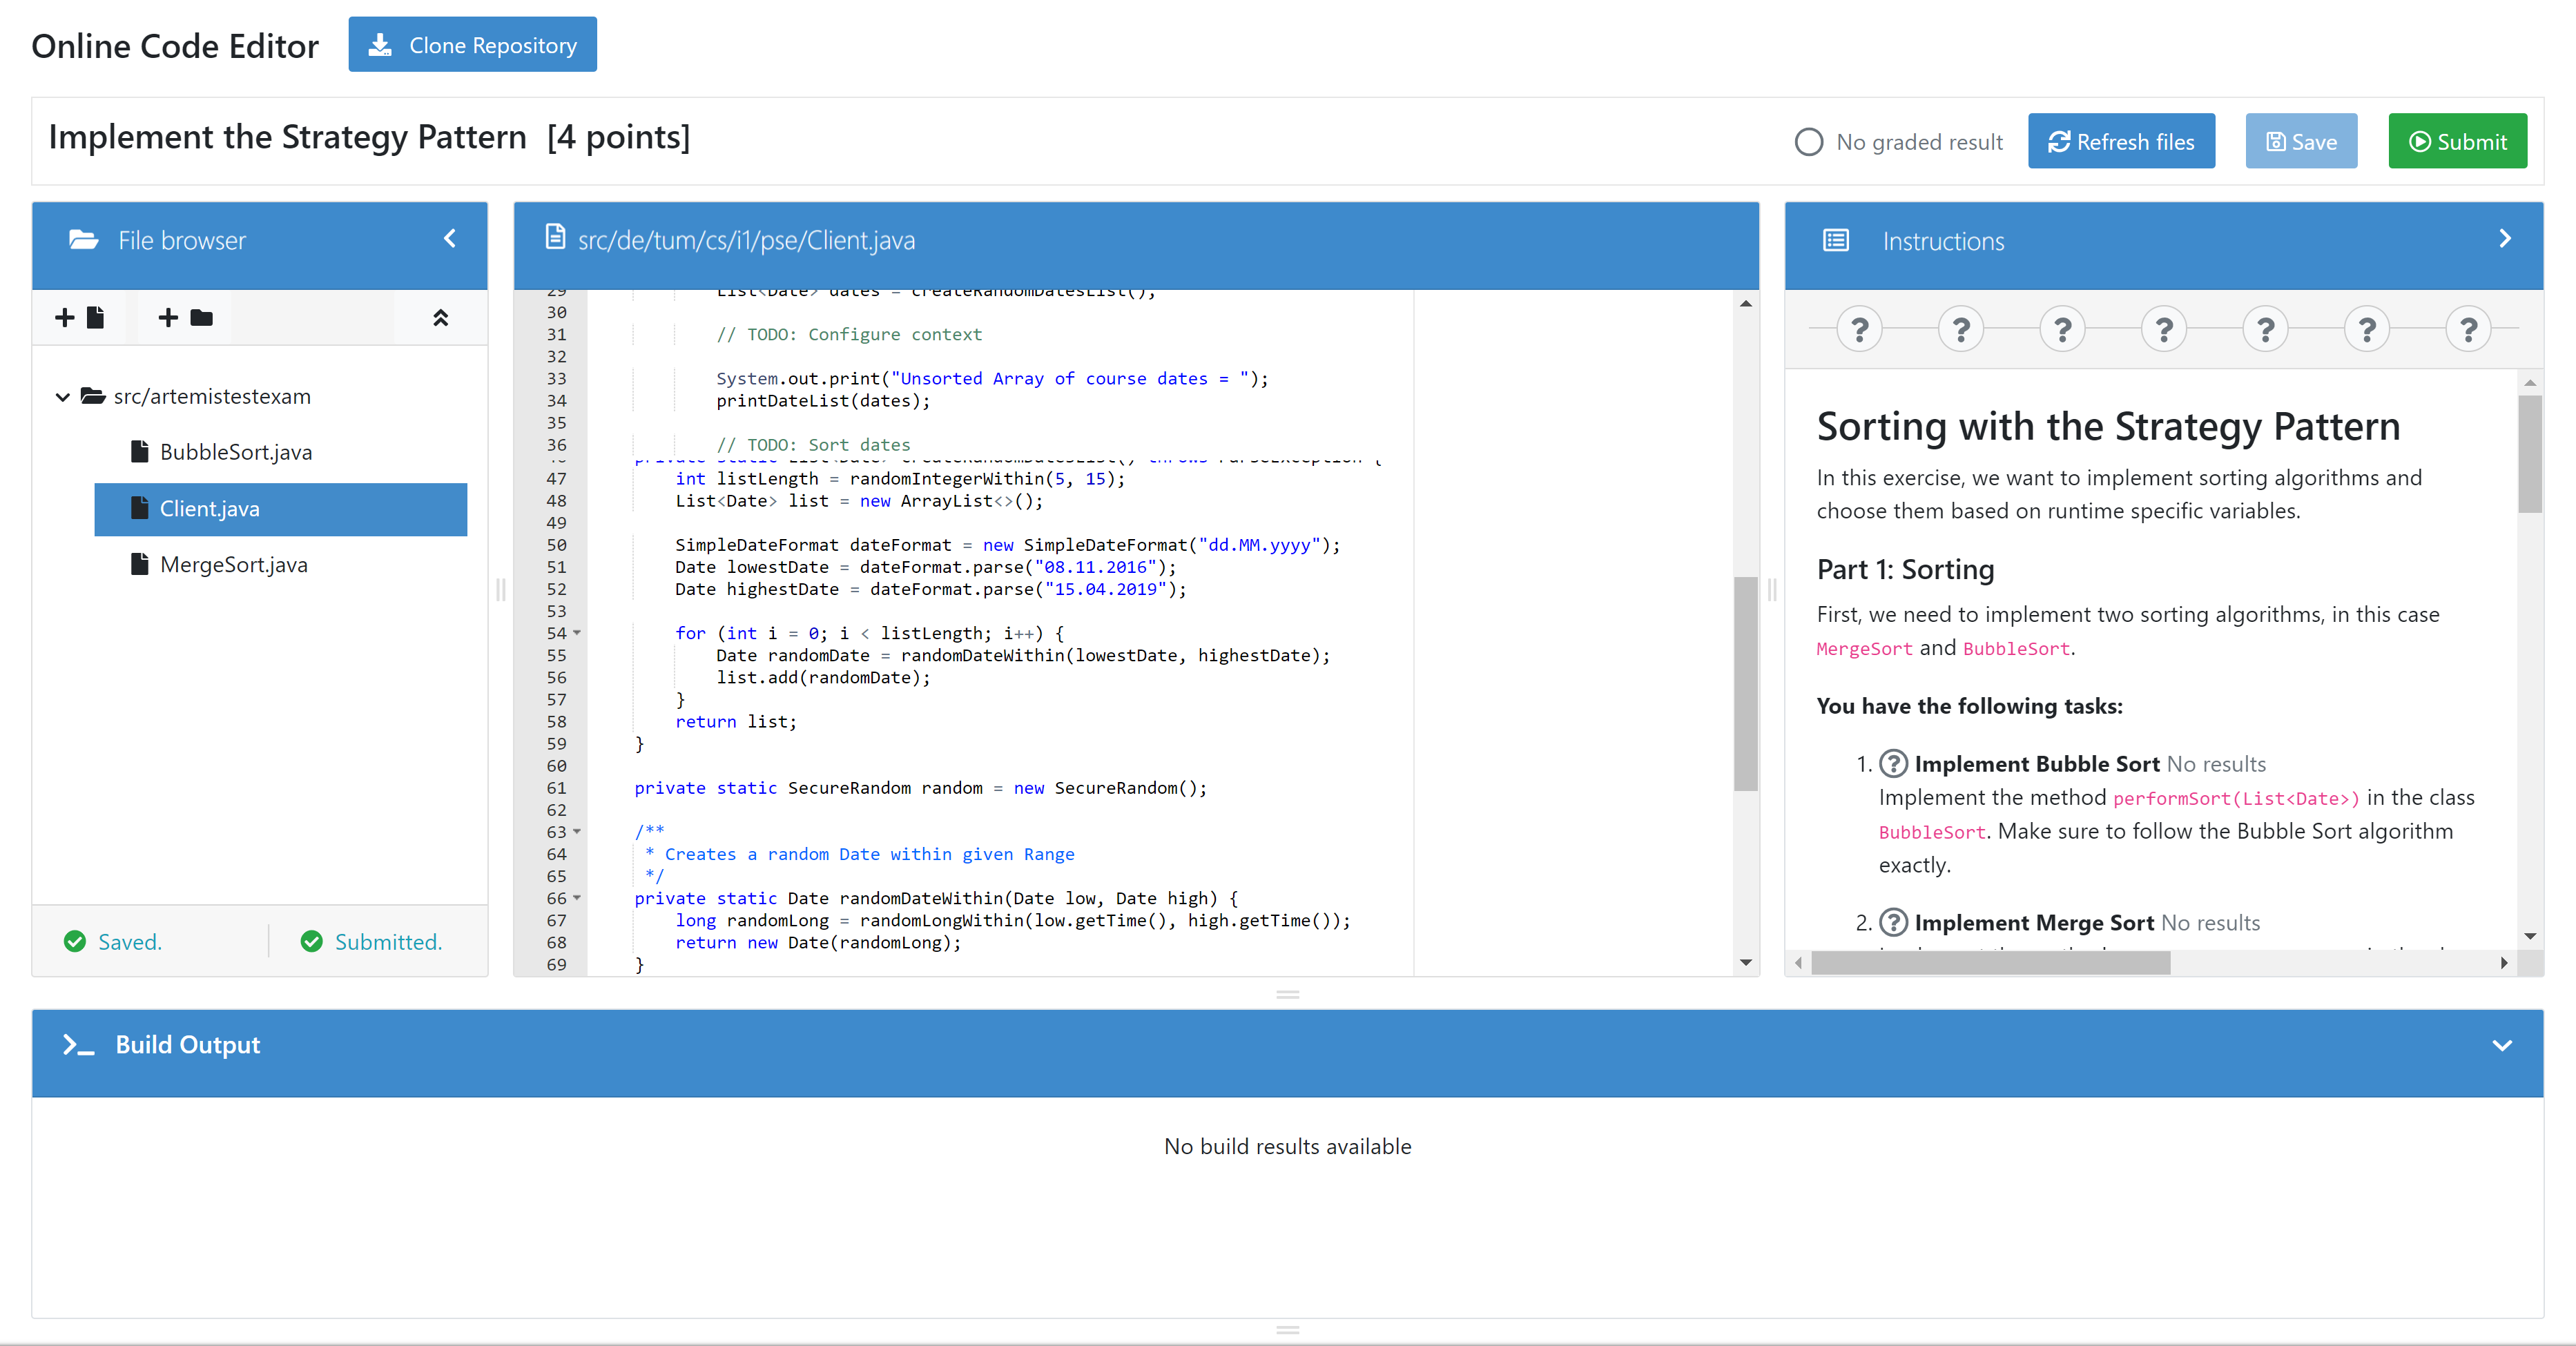 Online Code Editor
Clone Repository
Implement the Strategy Pattern [4 points]
No graded result
Refresh files
Save
Submit
File browser
src/artemistestexam
BubbleSort.java
Client.java
MergeSort.java
Saved.
Submitted.
src/de/tum/cs/i1/pse/Client.java
29 List<Date> dates = createRandomDatesList();
30
31 // TODO: Configure context
32
33 System.out.print("Unsorted Array of course dates = ");
34 printDateList(dates);
35
36 // TODO: Sort dates
private static List<Date> createRandomDatesList() throws ParseException {
47 int listLength = randomIntegerWithin(5, 15);
48 List<Date> list = new ArrayList<>();
49
50 SimpleDateFormat dateFormat = new SimpleDateFormat("dd.MM.yyyy");
51 Date lowestDate = dateFormat.parse("08.11.2016");
52 Date highestDate = dateFormat.parse("15.04.2019");
53
54 for (int i = 0; i < listLength; i++) {
55 Date randomDate = randomDateWithin(lowestDate, highestDate);
56 list.add(randomDate);
57 }
58 return list;
59 }
60
61 private static SecureRandom random = new SecureRandom();
62
63 /**
64 * Creates a random Date within given Range
65 */
66 private static Date randomDateWithin(Date low, Date high) {
67 long randomLong = randomLongWithin(low.getTime(), high.getTime());
68 return new Date(randomLong);
69 }
Instructions
? ? ? ? ? ? ?
Sorting with the Strategy Pattern
In this exercise, we want to implement sorting algorithms and
choose them based on runtime specific variables.
Part 1: Sorting
First, we need to implement two sorting algorithms, in this case
MergeSort and BubbleSort.
You have the following tasks:
1. ? Implement Bubble Sort No results
Implement the method performSort(List<Date>) in the class
BubbleSort. Make sure to follow the Bubble Sort algorithm
exactly.
2. ? Implement Merge Sort No results
Build Output
No build results available